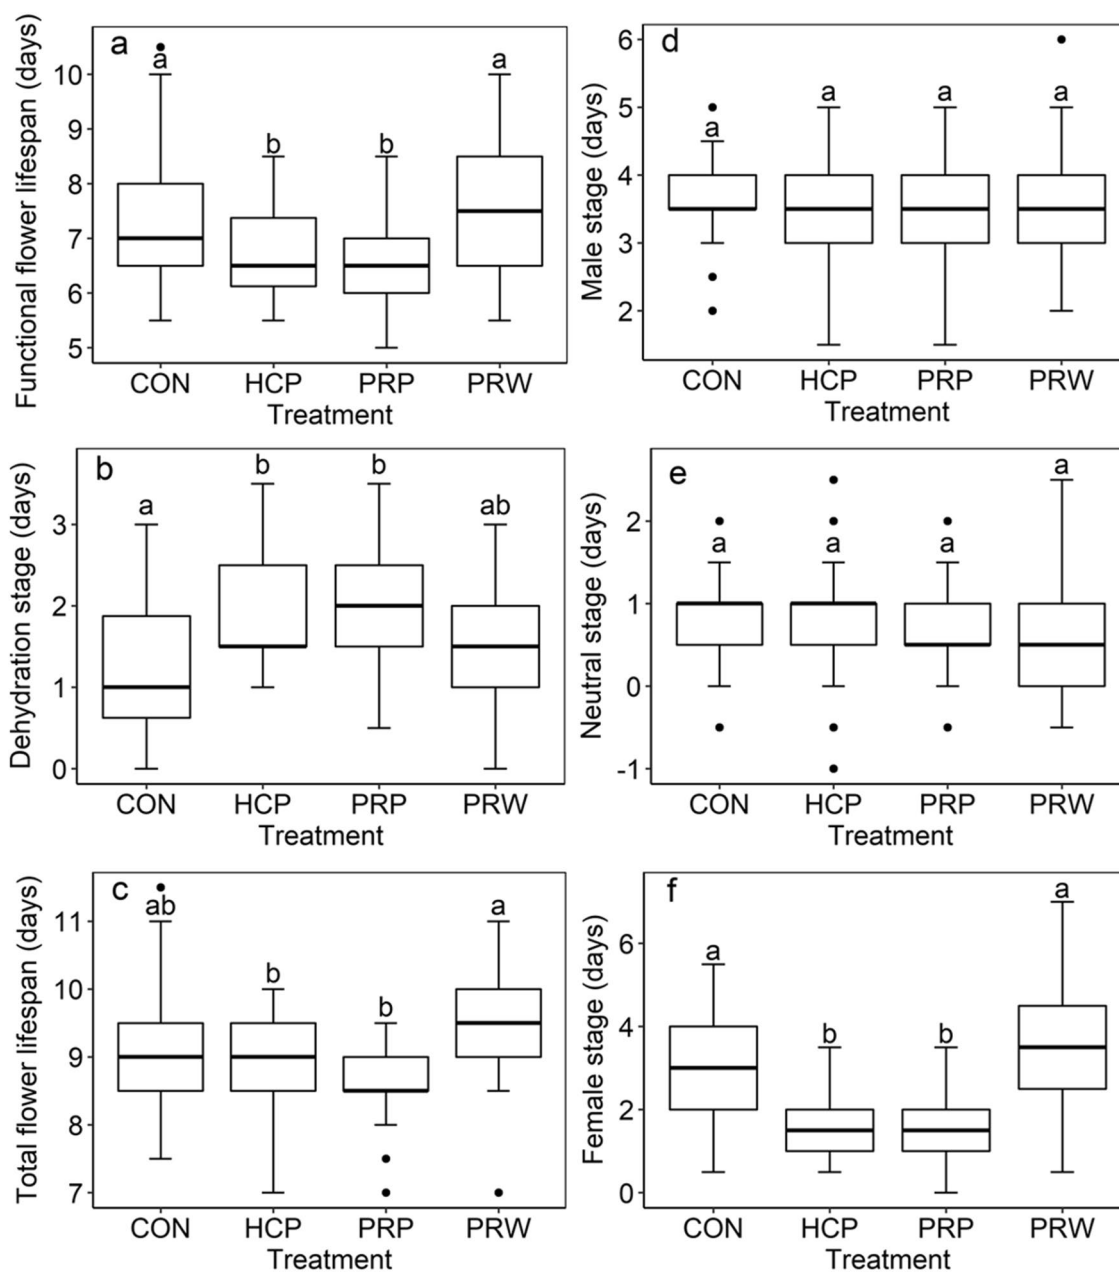 a
Functional flower lifespan (days)
10
9
8
7
6
5
a
b
b
a
CON HCP PRP PRW
Treatment
d
Male stage (days)
6
5
4
3
2
a
a
a
a
CON HCP PRP PRW
Treatment
b
Dehydration stage (days)
3
2
1
0
a
b
b
ab
CON HCP PRP PRW
Treatment
e
Neutral stage (days)
2
1
0
-1
a
a
a
a
CON HCP PRP PRW
Treatment
c
Total flower lifespan (days)
11
10
9
8
7
ab
b
b
a
CON HCP PRP PRW
Treatment
f
Female stage (days)
6
4
2
0
a
b
b
a
CON HCP PRP PRW
Treatment